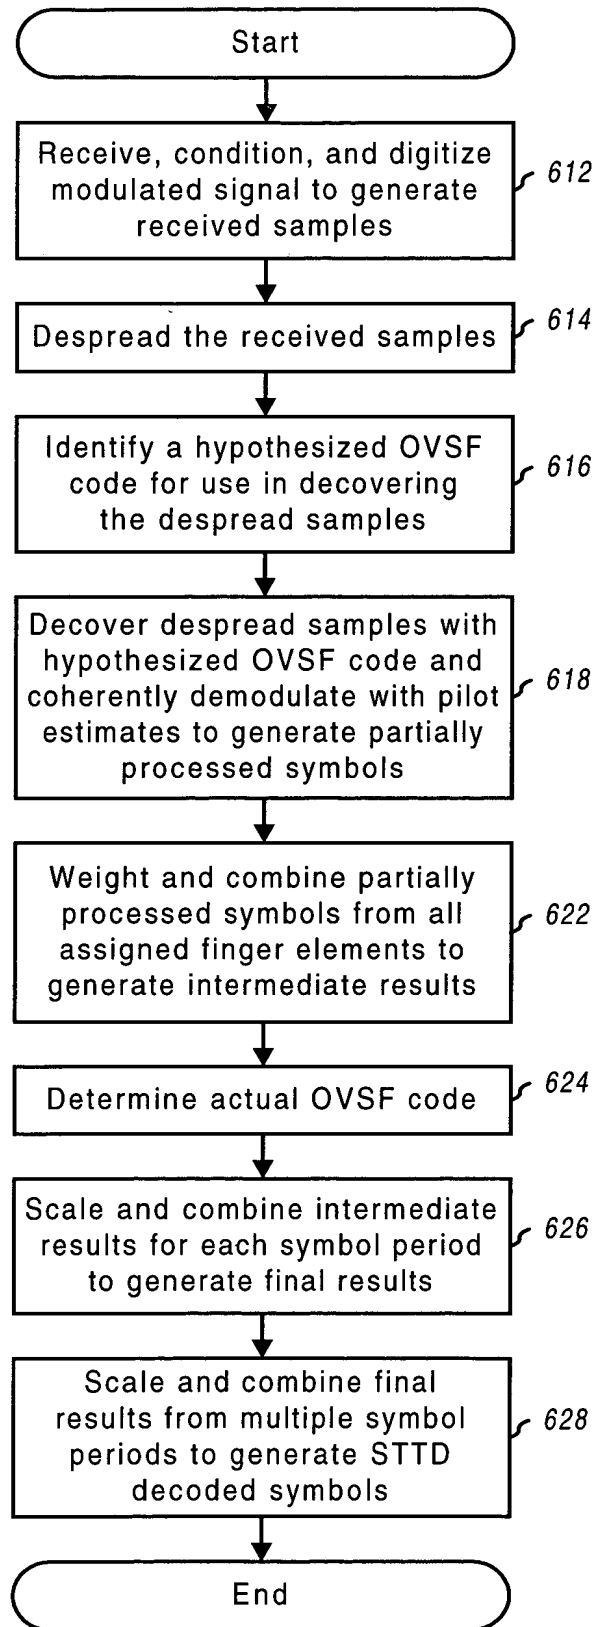 Start
Receive, condition, and digitize
modulated signal to generate
received samples
612
Despread the received samples
614
Identify a hypothesized OVSF
code for use in decovering
the despread samples
616
Decover despread samples with
hypothesized OVSF code and
coherently demodulate with pilot
estimates to generate partially
processed symbols
618
Weight and combine partially
processed symbols from all
assigned finger elements to
generate intermediate results
622
Determine actual OVSF code
624
Scale and combine intermediate
results for each symbol period
to generate final results
626
Scale and combine final
results from multiple symbol
periods to generate STTD
decoded symbols
628
End